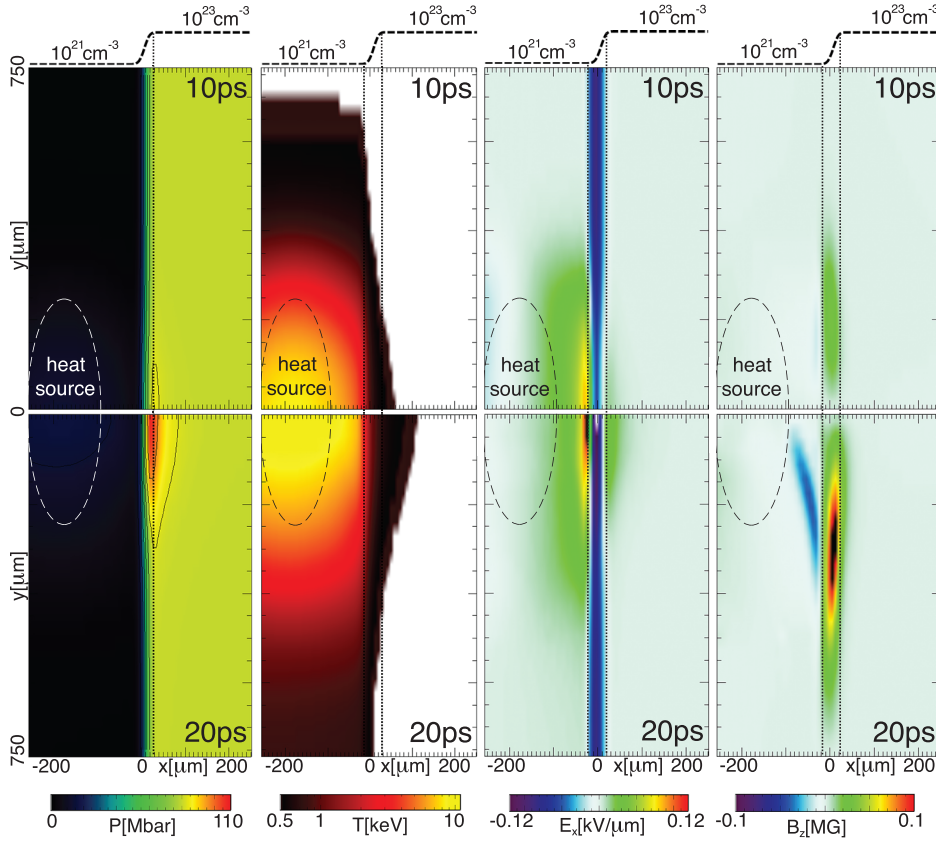 10²³cm⁻³ 10²³cm⁻³ 10²³cm⁻³ 10²³cm⁻³
10²¹cm⁻³ 10²¹cm⁻³ 10²¹cm⁻³ 10²¹cm⁻³
750 10ps 10ps 10ps 10ps
y[μm]
heat heat heat heat
source source source source
0
y[μm]
750 20ps 20ps 20ps 20ps
-200 0 x[μm] 200 -200 0 x[μm] 200 -200 0 x[μm] 200 -200 0 x[μm] 200
0 P[Mbar] 110 0.5 1 T[keV] 10 -0.12 Eₓ[kV/μm] 0.12 -0.1 B_z[MG] 0.1